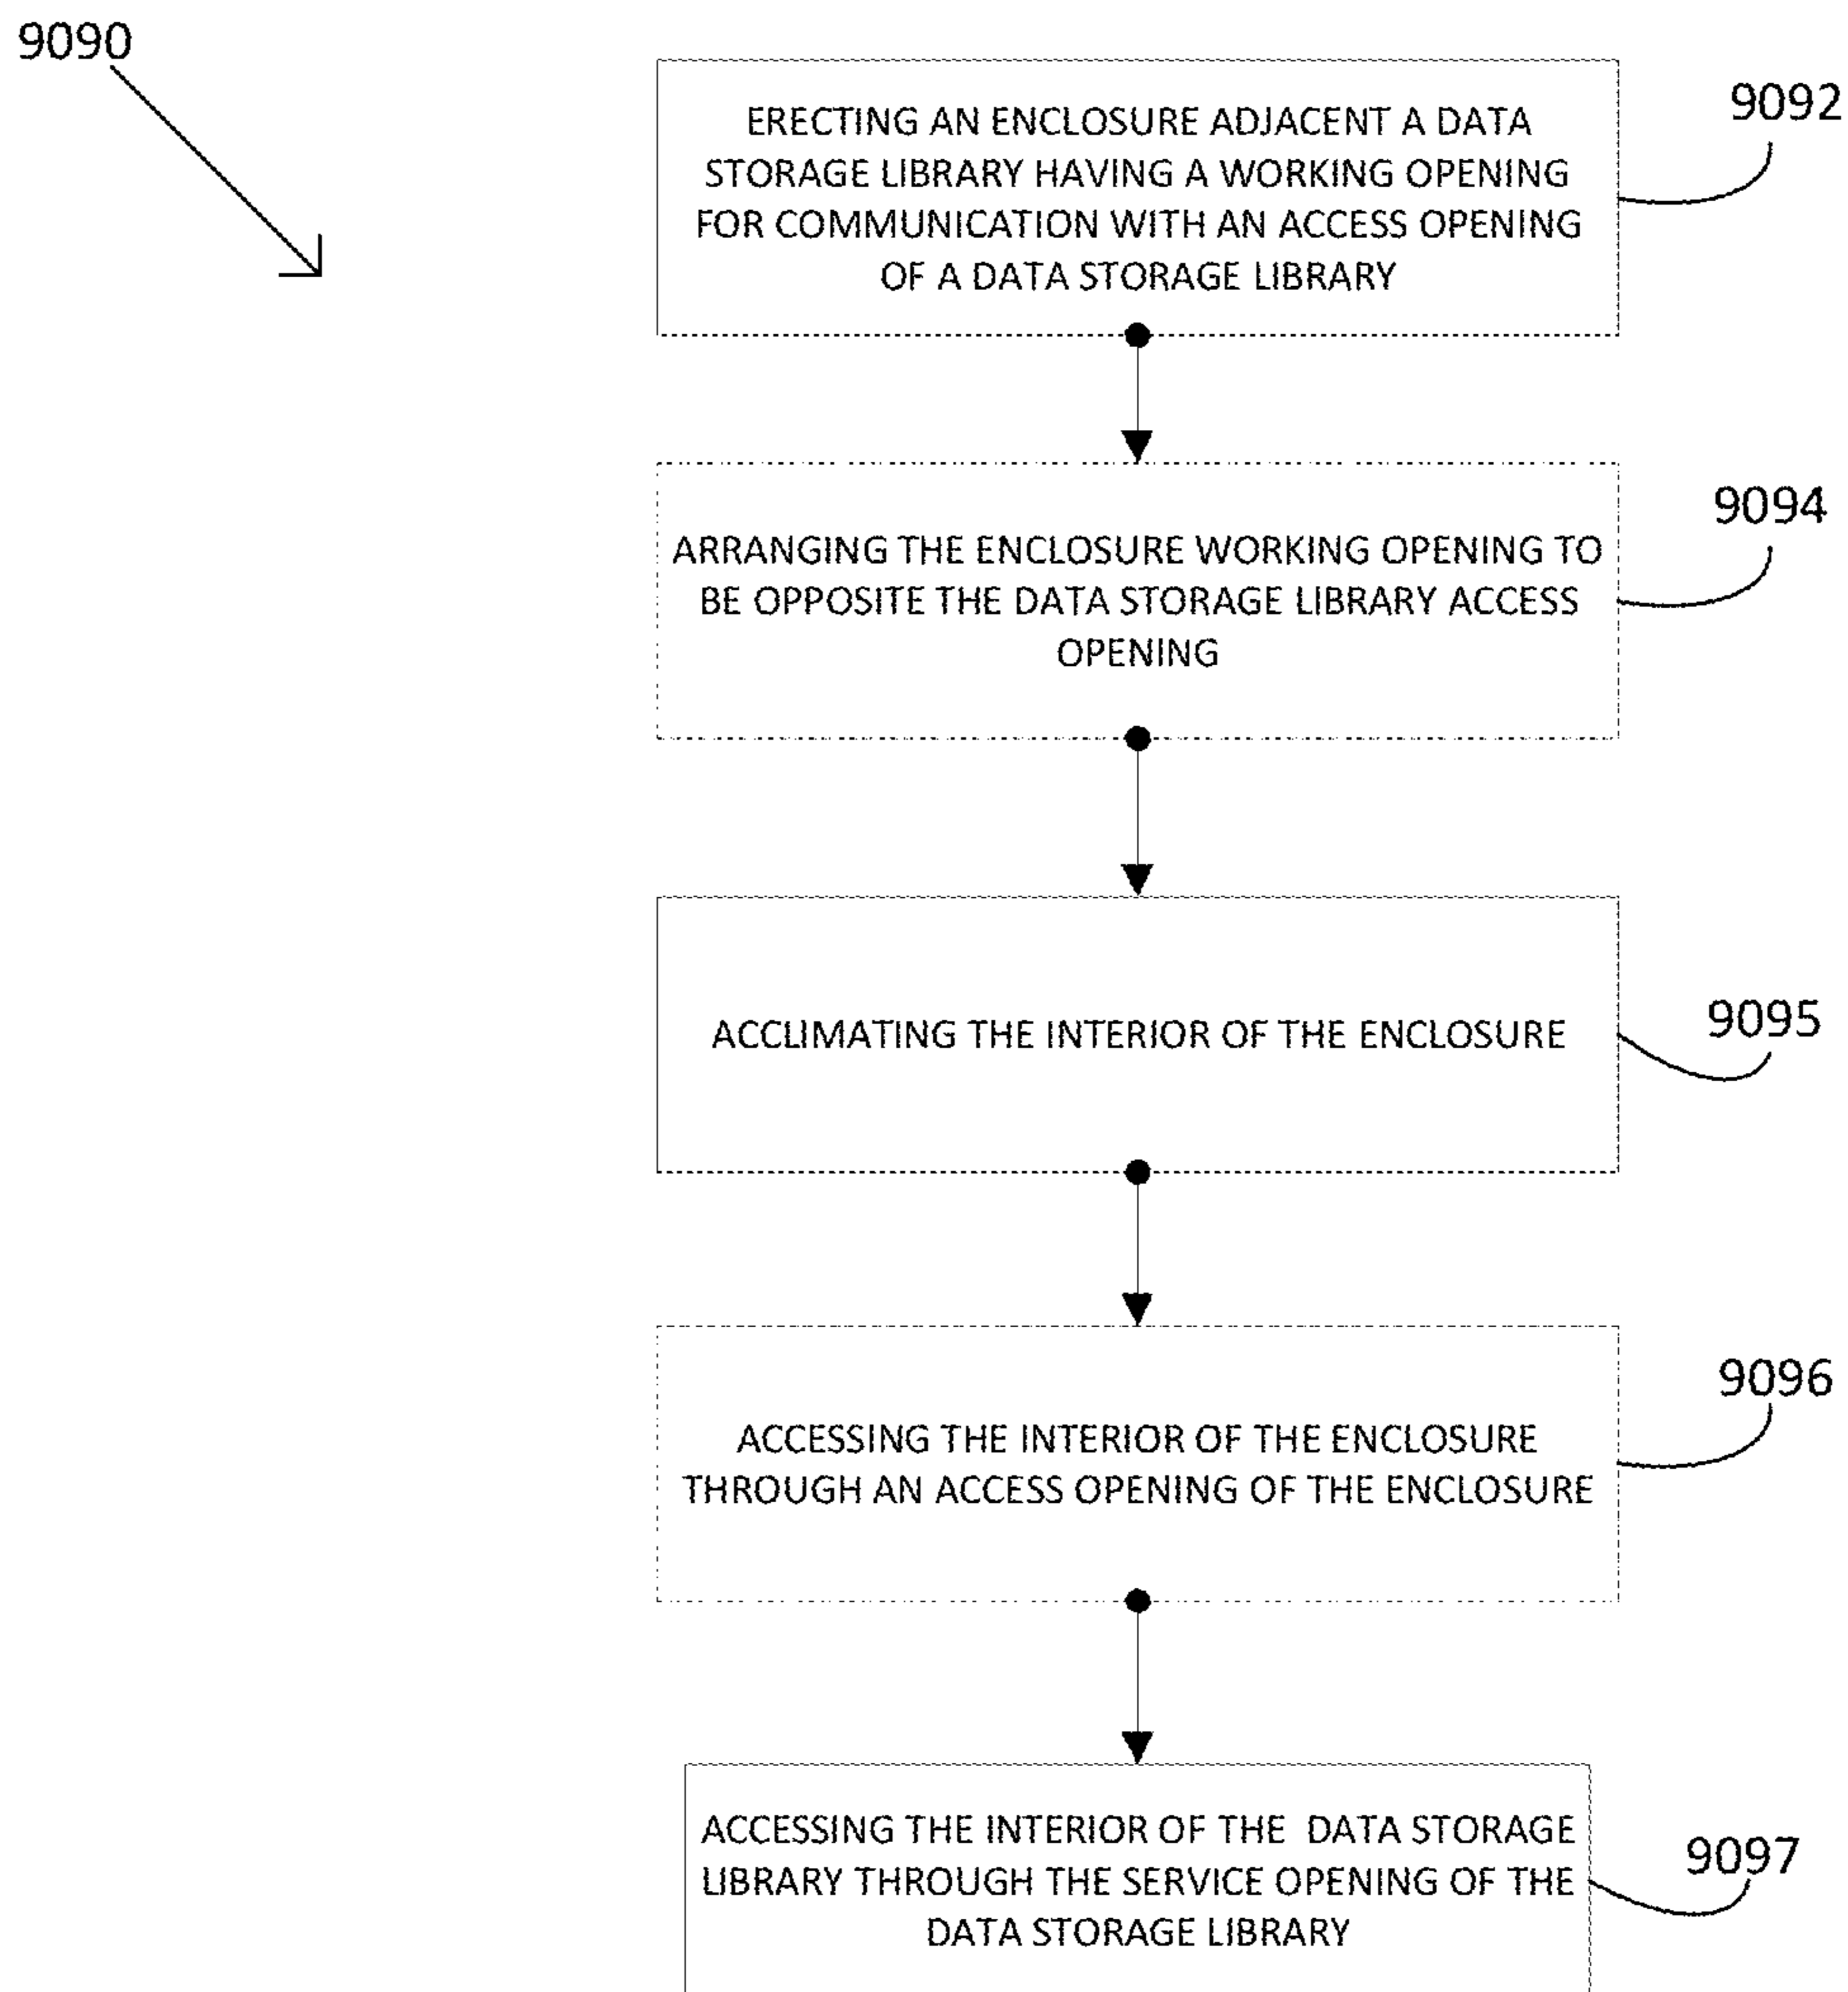 9090
ERECTING AN ENCLOSURE ADJACENT A DATA
STORAGE LIBRARY HAVING A WORKING OPENING
FOR COMMUNICATION WITH AN ACCESS OPENING
OF A DATA STORAGE LIBRARY
9092
ARRANGING THE ENCLOSURE WORKING OPENING TO
BE OPPOSITE THE DATA STORAGE LIBRARY ACCESS
OPENING
9094
ACCLIMATING THE INTERIOR OF THE ENCLOSURE
9095
ACCESSING THE INTERIOR OF THE ENCLOSURE
THROUGH AN ACCESS OPENING OF THE ENCLOSURE
9096
ACCESSING THE INTERIOR OF THE DATA STORAGE
LIBRARY THROUGH THE SERVICE OPENING OF THE
DATA STORAGE LIBRARY
9097